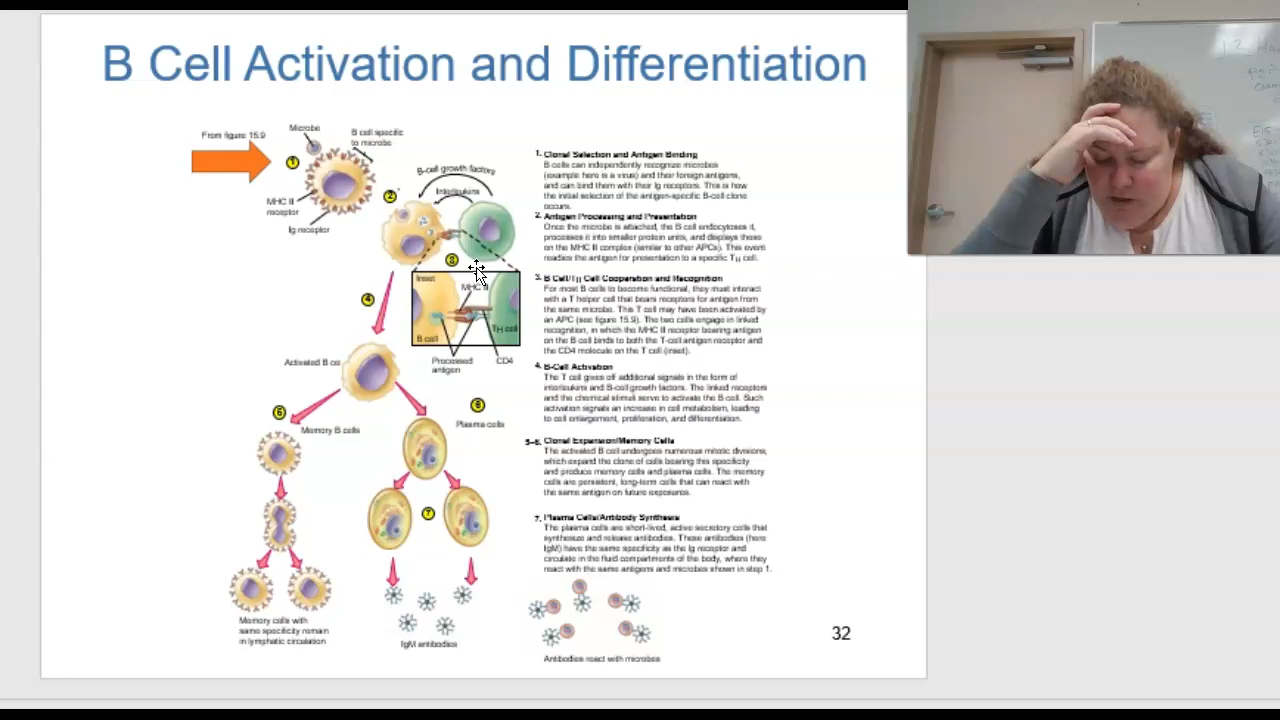 B Cell Activation and Differentiation
From figure 15.9
Microbe
B cell specific
to microbe
1
MHC II
receptor
Ig receptor
B-cell growth factors
Interleukins
2
3
Inset
MHC II
TH cell
B cell
Processed
antigen
CD4
4
Activated B ce
5
Memory B cells
6
Plasma cells
7
Memory cells with
same specificity remain
in lymphatic circulation
IgM antibodies
Antibodies react with microbes
1. Clonal Selection and Antigen Binding
B cells can independently recognize microbes
(example here is a virus) and their foreign antigens,
and can bind them with their Ig receptors. This is how
the initial selection of the antigen-specific B-cell clone
occurs.
2. Antigen Processing and Presentation
Once the microbe is attached, the B cell endocytoses it,
processes it into smaller protein units, and displays these
on the MHC II complex (similar to other APCs). This event
readies the antigen for presentation to a specific TH cell.
3. B Cell/TH Cell Cooperation and Recognition
For most B cells to become functional, they must interact
with a T helper cell that bears receptors for antigen from
the same microbe. This T cell may have been activated by
an APC (see figure 15.9). The two cells engage in linked
recognition, in which the MHC II receptor bearing antigen
on the B cell binds to both the T-cell antigen receptor and
the CD4 molecule on the T cell (inset).
4. B-Cell Activation
The T cell gives off additional signals in the form of
interleukins and B-cell growth factors. The linked receptors
and the chemical stimuli serve to activate the B cell. Such
activation signals an increase in cell metabolism, leading
to cell enlargement, proliferation, and differentiation.
5-6. Clonal Expansion/Memory Cells
The activated B cell undergoes numerous mitotic divisions,
which expand the clone of cells bearing this specificity
and produce memory cells and plasma cells. The memory
cells are persistent, long-term cells that can react with
the same antigen on future exposures.
7. Plasma Cells/Antibody Synthesis
The plasma cells are short-lived, active secretory cells that
synthesize and release antibodies. These antibodies (here
IgM) have the same specificity as the Ig receptor and
circulate in the fluid compartments of the body, where they
react with the same antigens and microbes shown in step 1.
32